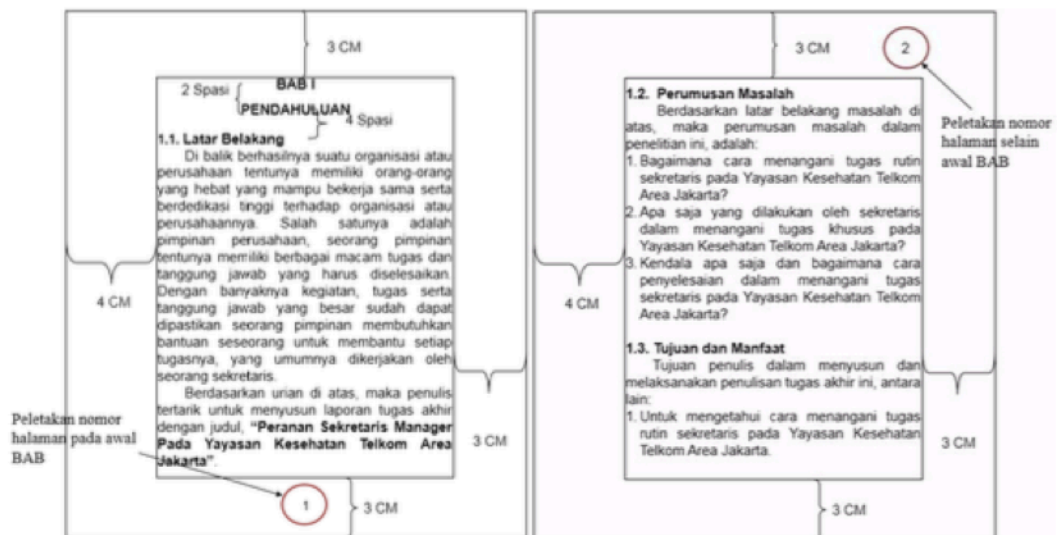 3 CM
2 Spasi
BAB I
PENDAHULUAN
4 Spasi
1.1. Latar Belakang
Di balik berhasilnya suatu organisasi atau
perusahaan tentunya memiliki orang-orang
yang hebat yang mampu bekerja sama serta
berdedikasi tinggi terhadap organisasi atau
perusahaannya. Salah satunya adalah
pimpinan perusahaan, seorang pimpinan
tentunya memiliki berbagai macam tugas dan
tanggung jawab yang harus diselesaikan.
Dengan banyaknya kegiatan, tugas serta
tanggung jawab yang besar sudah dapat
dipastikan seorang pimpinan membutuhkan
bantuan seseorang untuk membantu setiap
tugasnya, yang umumnya dikerjakan oleh
seorang sekretaris.
Berdasarkan urian di atas, maka penulis
tertarik untuk menyusun laporan tugas akhir
dengan judul, “Peranan Sekretaris Manager
Pada Yayasan Kesehatan Telkom Area
Jakarta”.
4 CM
3 CM
Peletakan nomor
halaman pada awal
BAB
1
3 CM
3 CM
2
Peletakan nomor
halaman selain
awal BAB
1.2. Perumusan Masalah
Berdasarkan latar belakang masalah di
atas, maka perumusan masalah dalam
penelitian ini, adalah:
1. Bagaimana cara menangani tugas rutin
sekretaris pada Yayasan Kesehatan Telkom
Area Jakarta?
2. Apa saja yang dilakukan oleh sekretaris
dalam menangani tugas khusus pada
Yayasan Kesehatan Telkom Area Jakarta?
3. Kendala apa saja dan bagaimana cara
penyelesaian dalam menangani tugas
sekretaris pada Yayasan Kesehatan Telkom
Area Jakarta?
1.3. Tujuan dan Manfaat
Tujuan penulis dalam menyusun dan
melaksanakan penulisan tugas akhir ini, antara
lain:
1. Untuk mengetahui cara menangani tugas
rutin sekretaris pada Yayasan Kesehatan
Telkom Area Jakarta.
4 CM
3 CM
3 CM